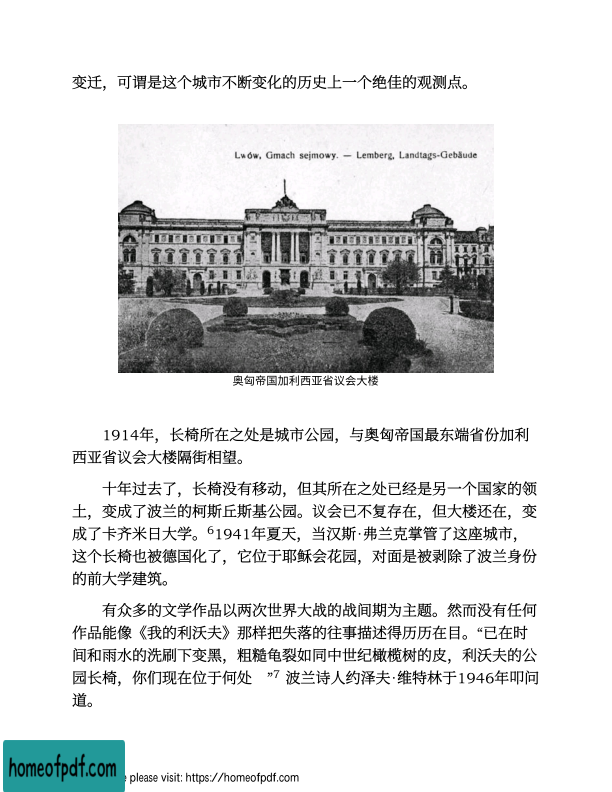 变迁，可谓是这个城市不断变化的历史上一个绝佳的观测点。
Lwów, Gmach sejmowy. — Lemberg, Landtags-Gebäude
奥匈帝国加利西亚省议会大楼
1914年，长椅所在之处是城市公园，与奥匈帝国最东端省份加利
西亚省议会大楼隔街相望。
十年过去了，长椅没有移动，但其所在之处已经是另一个国家的领
土，变成了波兰的柯斯丘斯基公园。议会已不复存在，但大楼还在，变
成了卡齐米日大学。61941年夏天，当汉斯·弗兰克掌管了这座城市，
这个长椅也被德国化了，它位于耶稣会花园，对面是被剥除了波兰身份
的前大学建筑。
有众多的文学作品以两次世界大战的战间期为主题。然而没有任何
作品能像《我的利沃夫》那样把失落的往事描述得历历在目。“已在时
间和雨水的洗刷下变黑，粗糙龟裂如同中世纪橄榄树的皮，利沃夫的公
园长椅，你们现在位于何处　”7 波兰诗人约泽夫·维特林于1946年叩问
道。
homeofpdf.com
e please visit: https://homeofpdf.com